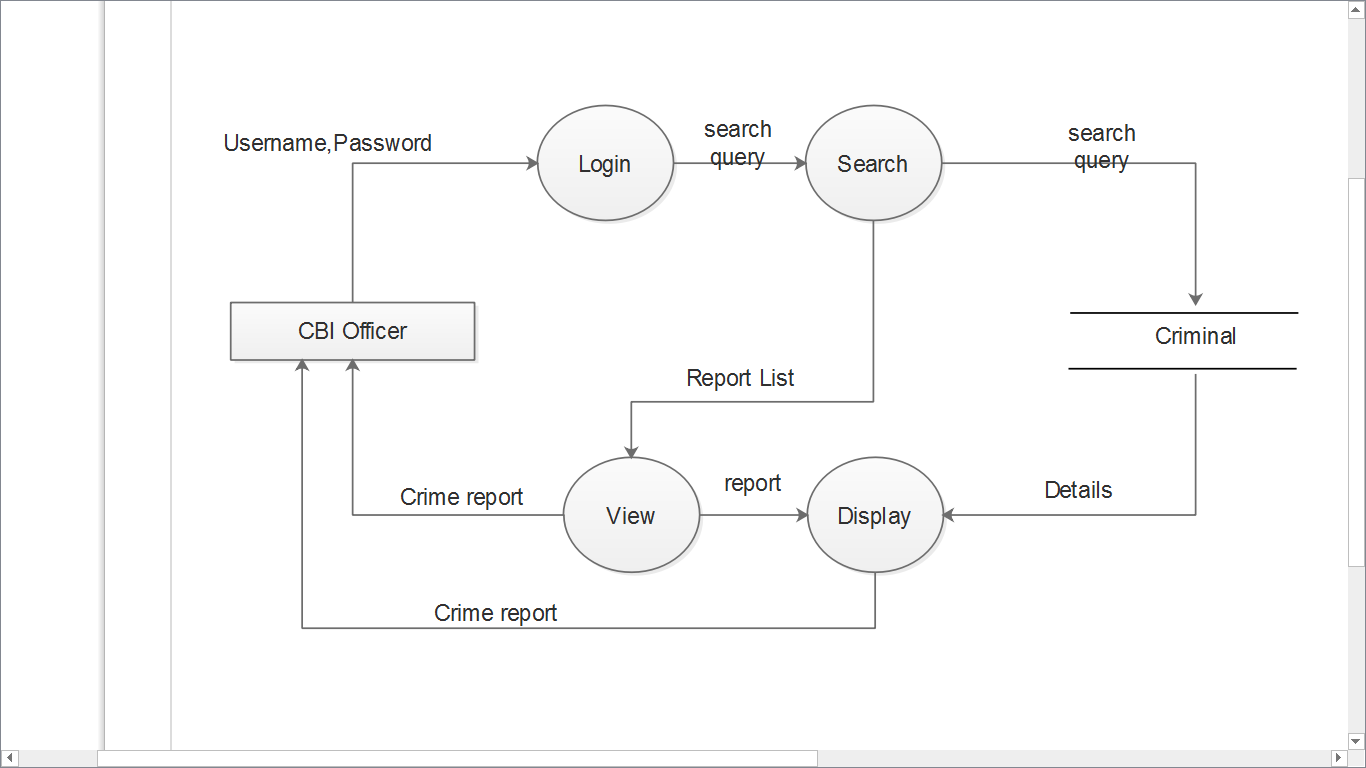 Username,Password
Login
search
query
Search
search
query
CBI Officer
Criminal
Report List
Crime report
View
report
Display
Details
Crime report